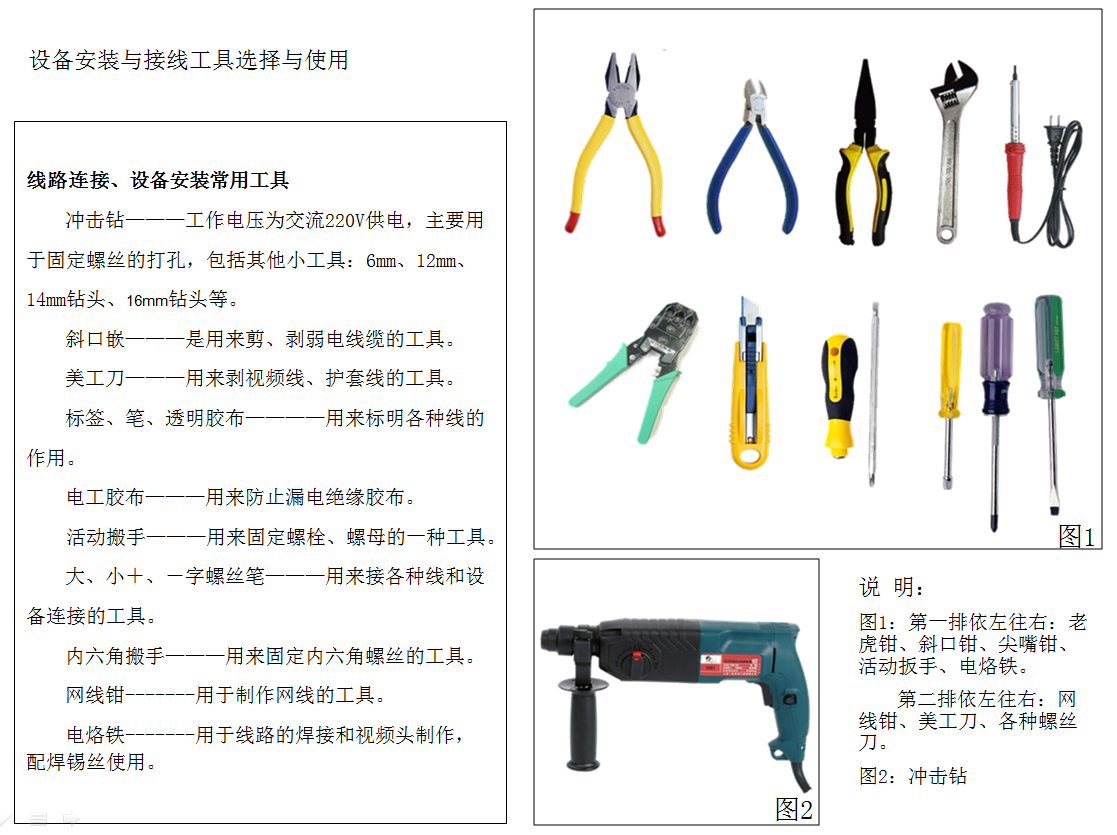 设备安装与接线工具选择与使用
线路连接、设备安装常用工具
冲击钻————工作电压为交流220V供电，主要用
于固定螺丝的打孔，包括其他小工具：6mm、12mm、
14mm钻头、16mm钻头等。
斜口嵌————是用来剪、剥弱电线缆的工具。
美工刀————用来剥视频线、护套线的工具。
标签、笔、透明胶布————用来标明各种线的
作用。
电工胶布————用来防止漏电绝缘胶布。
活动搬手————用来固定螺栓、螺母的一种工具。
大、小＋、－字螺丝笔————用来接各种线和设
备连接的工具。
内六角搬手————用来固定内六角螺丝的工具。
网线钳-------用于制作网线的工具。
电烙铁-------用于线路的焊接和视频头制作，
配焊锡丝使用。
图1
图2
说 明：
图1：第一排依左往右：老
虎钳、斜口钳、尖嘴钳、
活动扳手、电烙铁。
第二排依左往右：网
线钳、美工刀、各种螺丝
刀。
图2：冲击钻